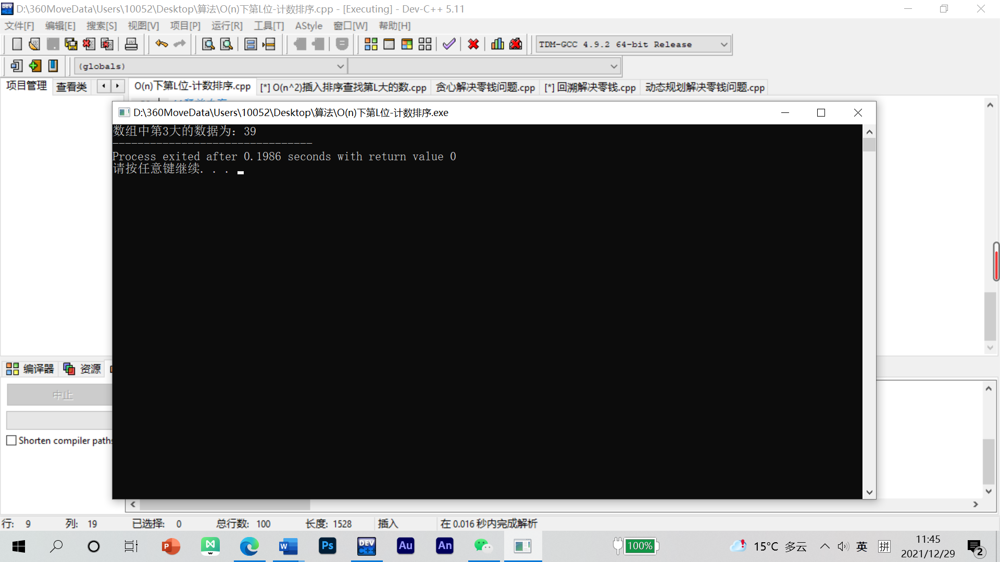 D:\360MoveData\Users\10052\Desktop\算法\O(n)下第L位-计数排序.cpp - [Executing] - Dev-C++ 5.11
文件[F] 编辑[E] 搜索[S] 视图[V] 项目[P] 运行[R] 工具[T] AStyle 窗口[W] 帮助[H]
TDM-GCC 4.9.2 64-bit Release
(globals)
项目管理 查看类 O(n)下第L位-计数排序.cpp [*] O(n^2)插入排序查找第L大的数.cpp 贪心解决零钱问题.cpp [*] 回溯解决零钱.cpp 动态规划解决零钱问题.cpp
D:\360MoveData\Users\10052\Desktop\算法\O(n)下第L位-计数排序.exe
数组中第3大的数据为：39
--------------------------------
Process exited after 0.1986 seconds with return value 0
请按任意键继续. . .
编译器 资源
中止
Shorten compiler paths
行: 9 列: 19 已选择: 0 总行数: 100 长度: 1528 插入 在 0.016 秒内完成解析
P W Ps DEV C++ Au An 100% 15°C 多云 英 拼 11:45
2021/12/29 2